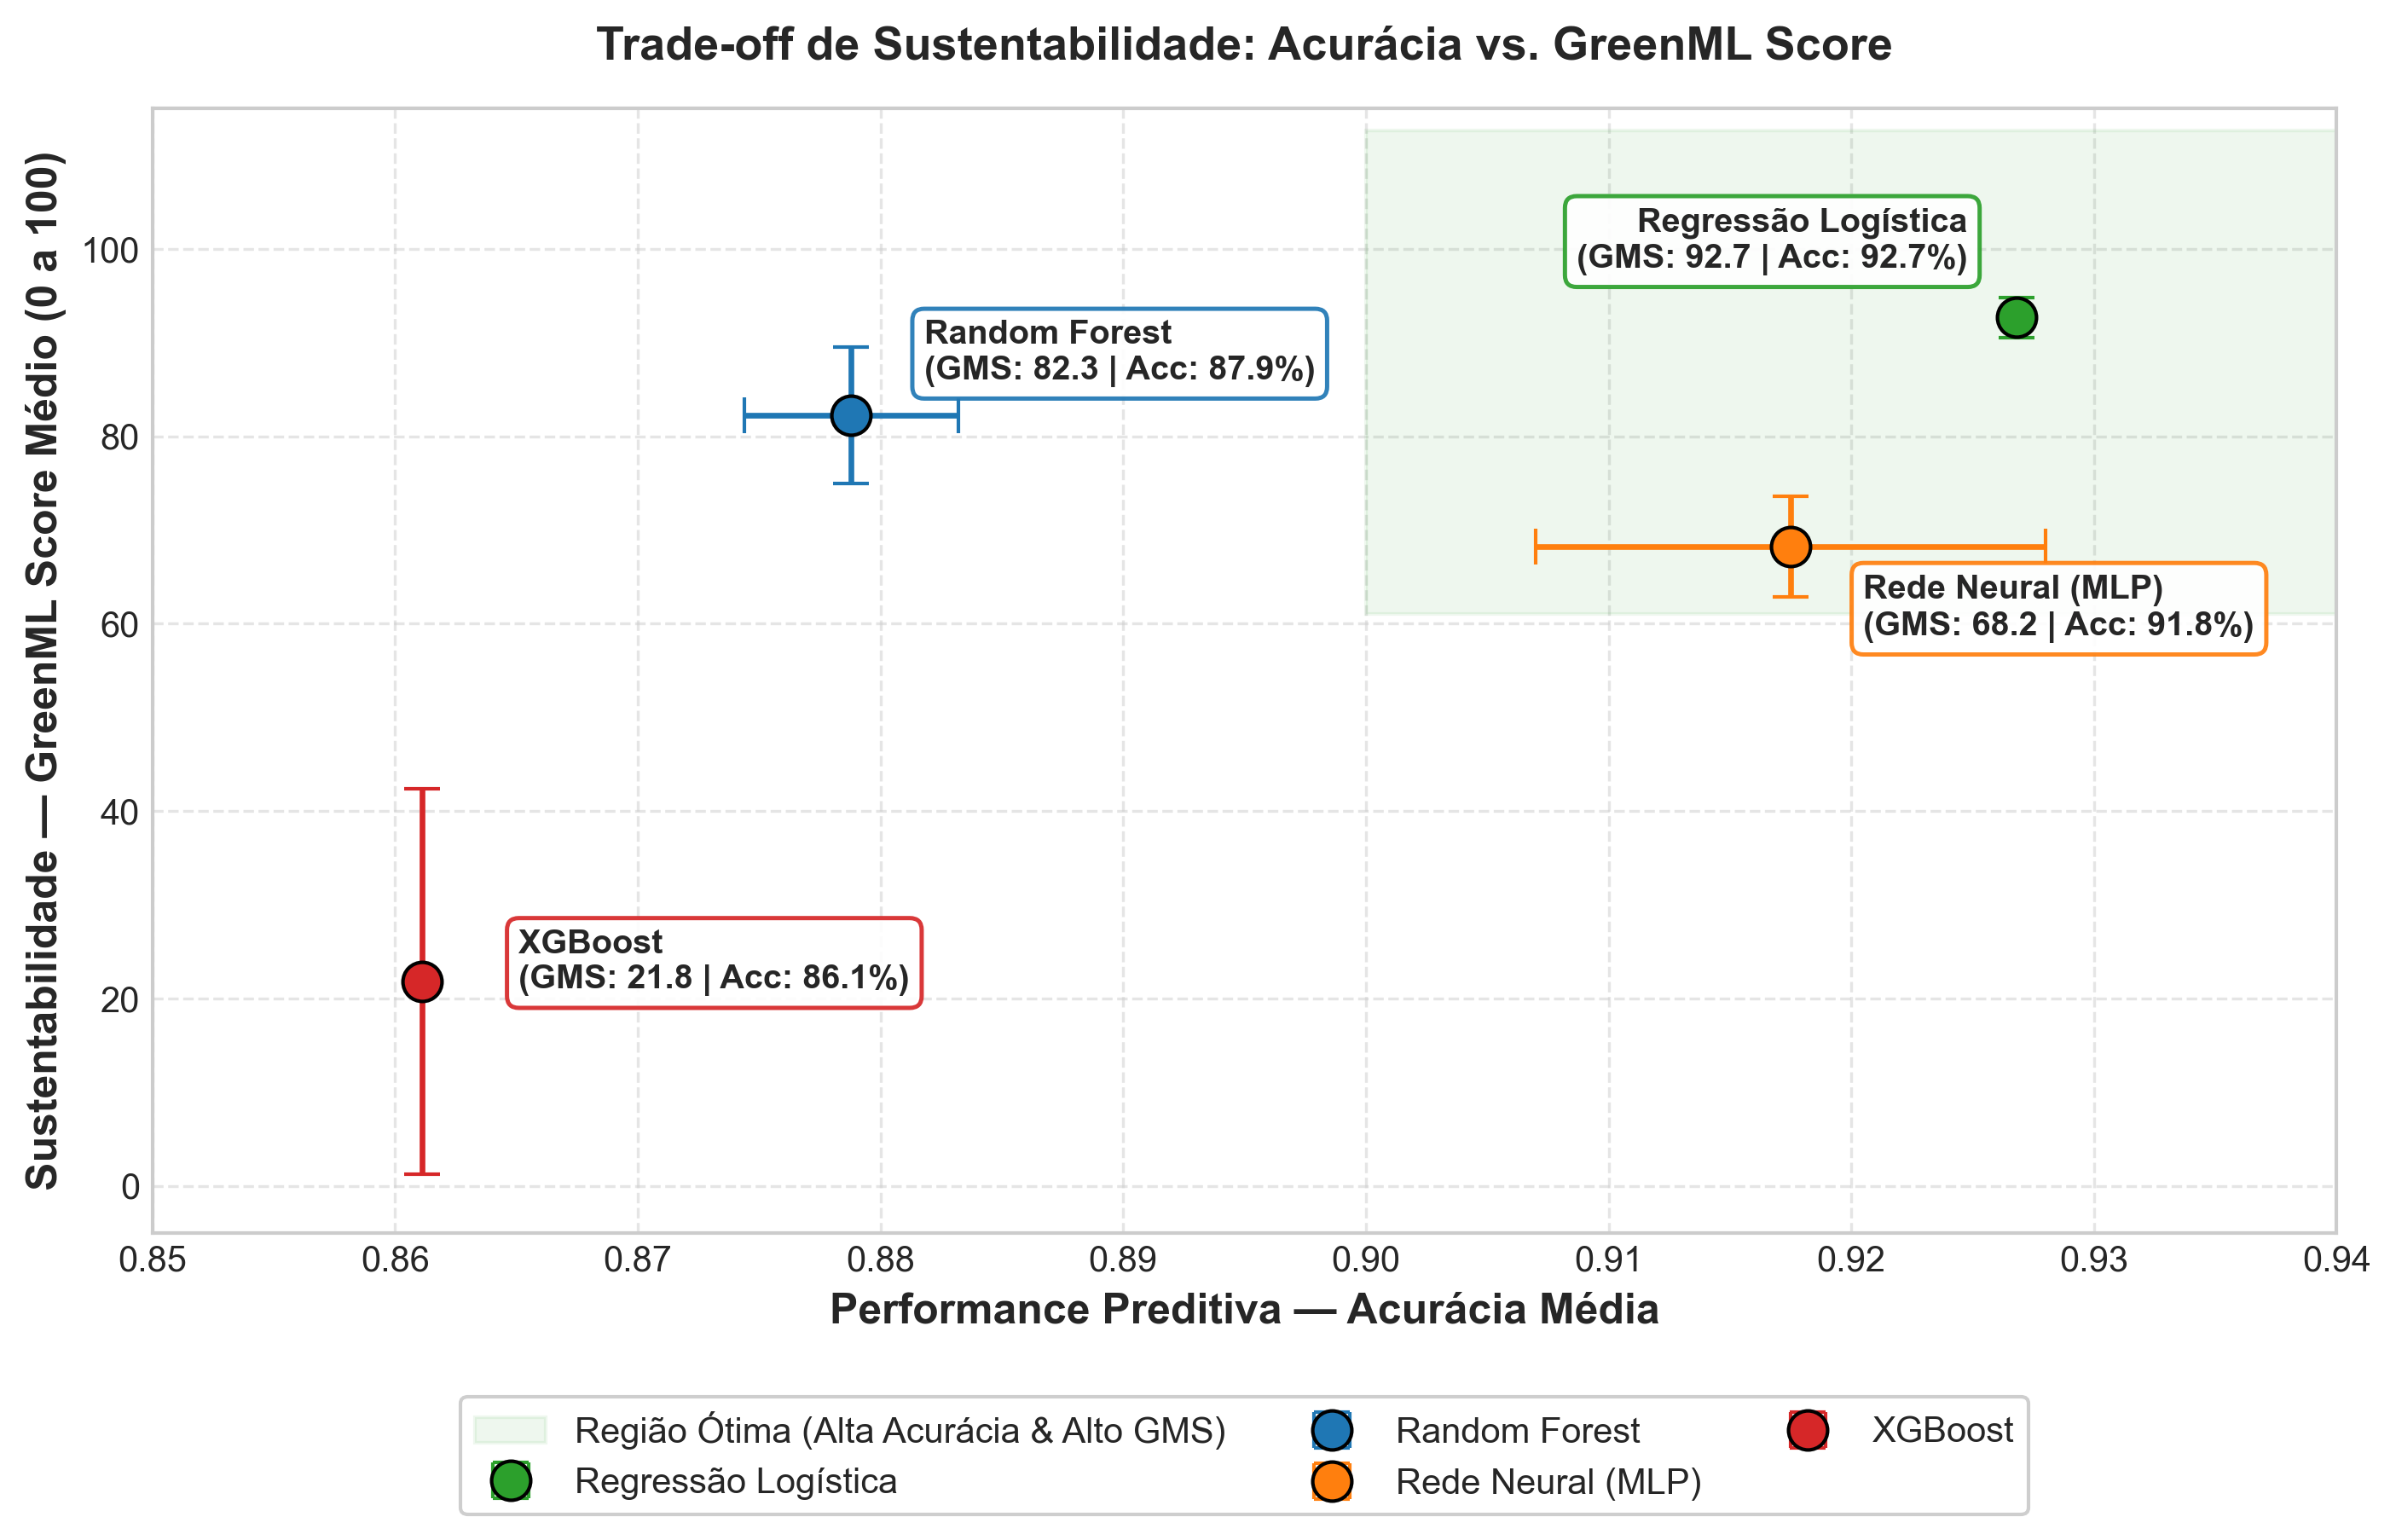 Trade-off de Sustentabilidade: Acurácia vs. GreenML Score
Sustentabilidade — GreenML Score Médio (0 a 100)
100
80
60
40
20
0
Regressão Logística
(GMS: 92.7 | Acc: 92.7%)
Random Forest
(GMS: 82.3 | Acc: 87.9%)
Rede Neural (MLP)
(GMS: 68.2 | Acc: 91.8%)
XGBoost
(GMS: 21.8 | Acc: 86.1%)
0.85 0.86 0.87 0.88 0.89 0.90 0.91 0.92 0.93 0.94
Performance Preditiva — Acurácia Média
Região Ótima (Alta Acurácia & Alto GMS)
Regressão Logística
Random Forest
Rede Neural (MLP)
XGBoost